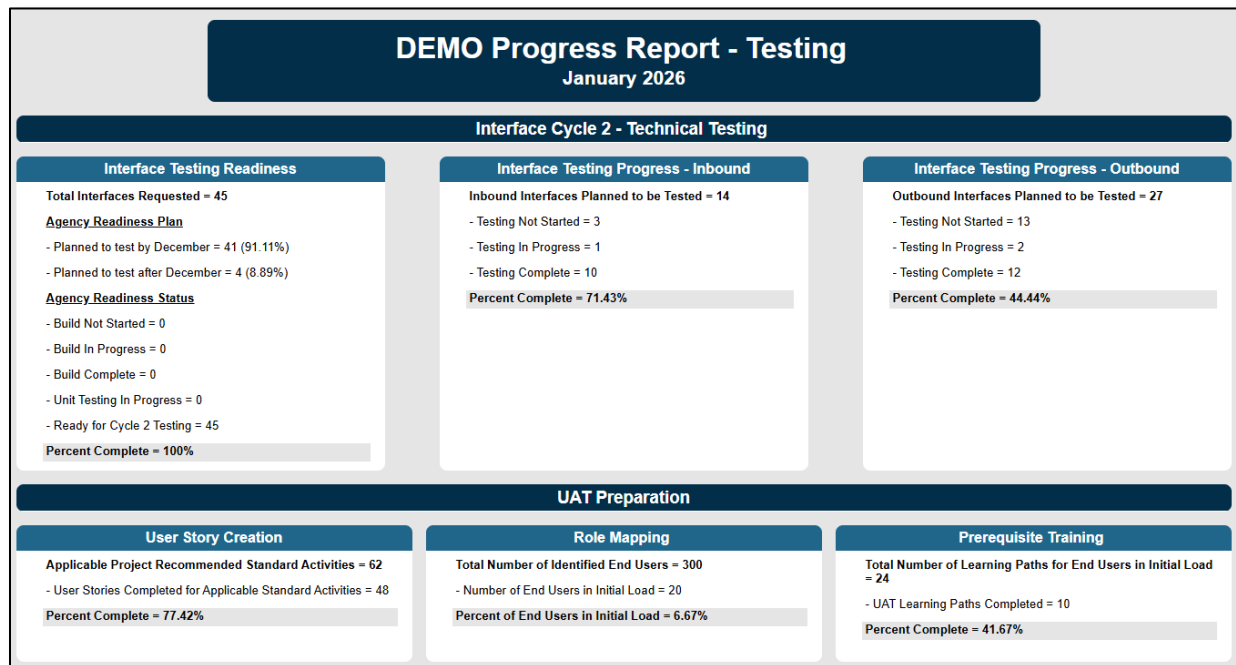 DEMO Progress Report - Testing
January 2026
Interface Cycle 2 - Technical Testing
Interface Testing Readiness
Total Interfaces Requested = 45
Agency Readiness Plan
- Planned to test by December = 41 (91.11%)
- Planned to test after December = 4 (8.89%)
Agency Readiness Status
- Build Not Started = 0
- Build In Progress = 0
- Build Complete = 0
- Unit Testing In Progress = 0
- Ready for Cycle 2 Testing = 45
Percent Complete = 100%
Interface Testing Progress - Inbound
Inbound Interfaces Planned to be Tested = 14
- Testing Not Started = 3
- Testing In Progress = 1
- Testing Complete = 10
Percent Complete = 71.43%
Interface Testing Progress - Outbound
Outbound Interfaces Planned to be Tested = 27
- Testing Not Started = 13
- Testing In Progress = 2
- Testing Complete = 12
Percent Complete = 44.44%
UAT Preparation
User Story Creation
Applicable Project Recommended Standard Activities = 62
- User Stories Completed for Applicable Standard Activities = 48
Percent Complete = 77.42%
Role Mapping
Total Number of Identified End Users = 300
- Number of End Users in Initial Load = 20
Percent of End Users in Initial Load = 6.67%
Prerequisite Training
Total Number of Learning Paths for End Users in Initial Load
= 24
- UAT Learning Paths Completed = 10
Percent Complete = 41.67%